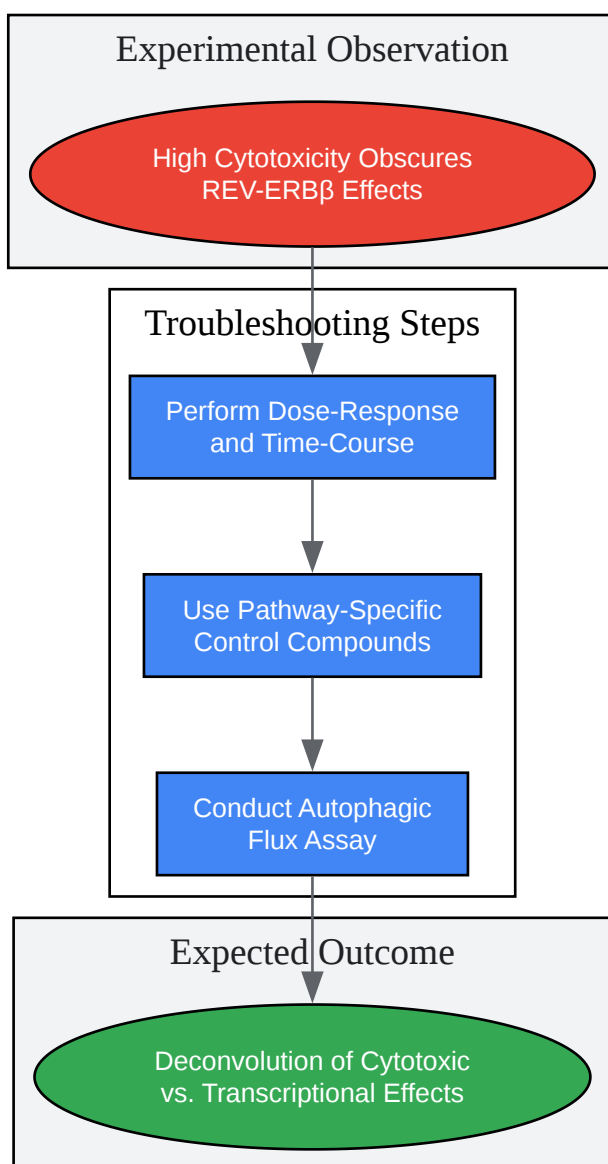 Experimental Observation
High Cytotoxicity Obscures
REV-ERBβ Effects
Troubleshooting Steps
Perform Dose-Response
and Time-Course
Use Pathway-Specific
Control Compounds
Conduct Autophagic
Flux Assay
Expected Outcome
Deconvolution of Cytotoxic
vs. Transcriptional Effects